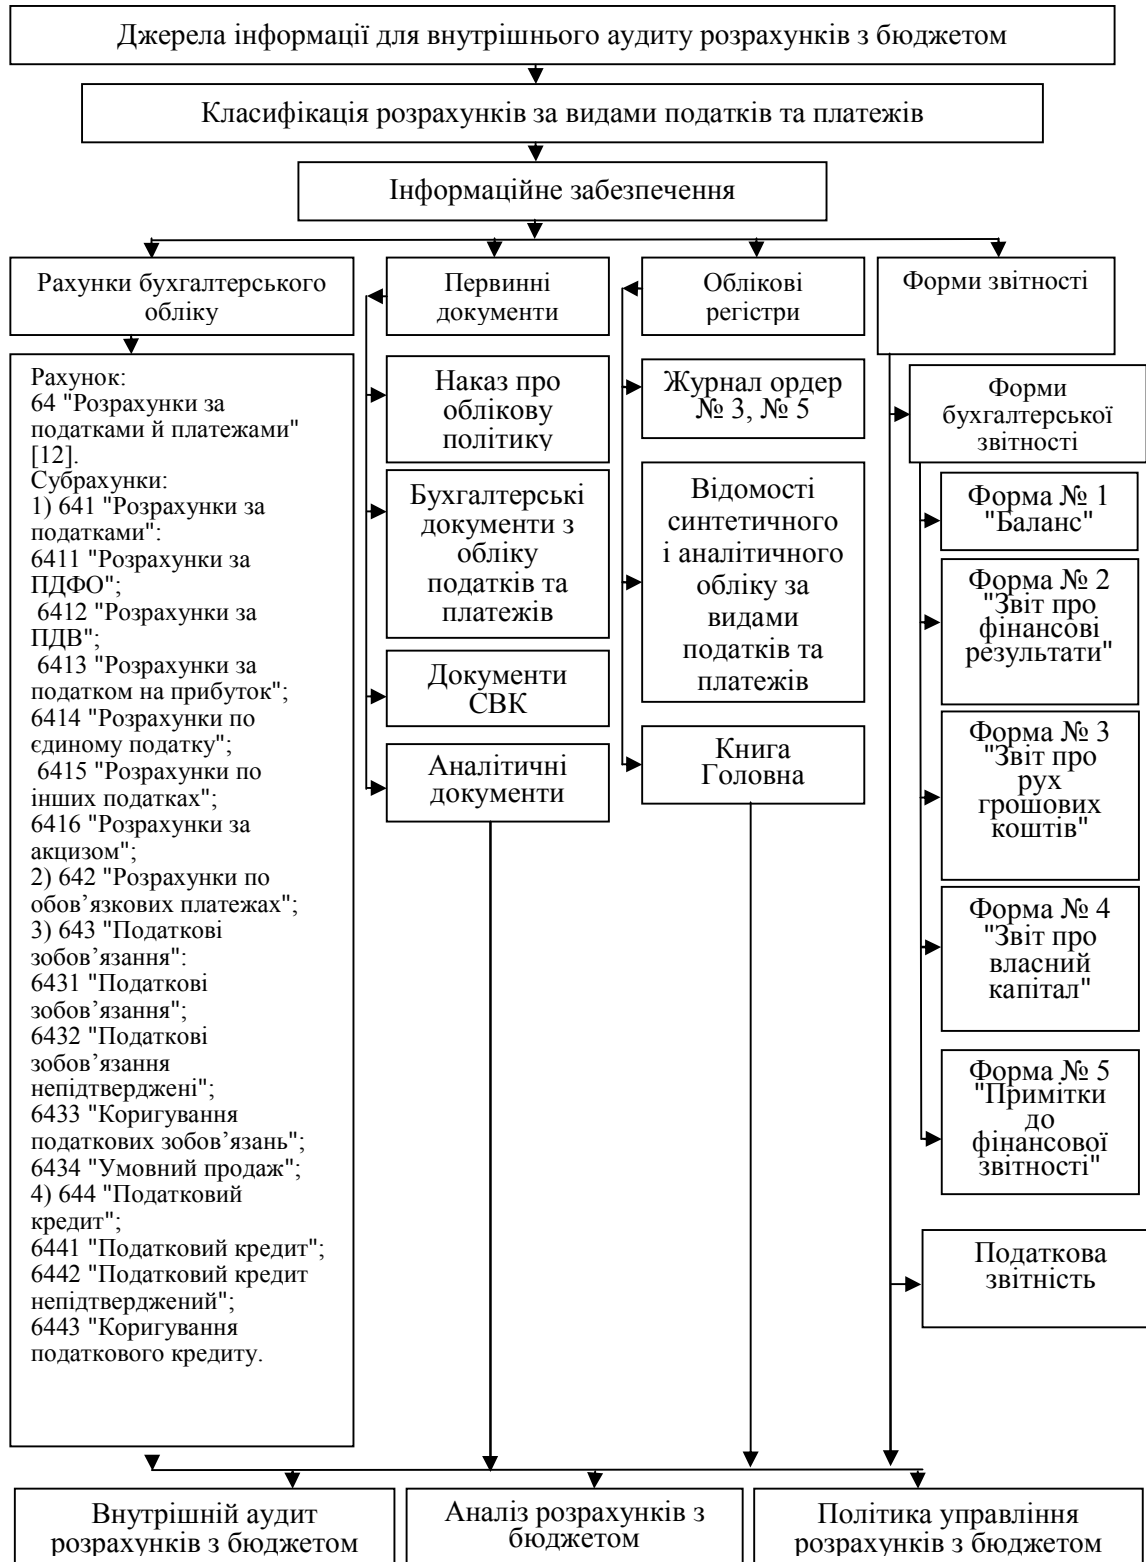 Джерела інформації для внутрішнього аудиту розрахунків з бюджетом
Класифікація розрахунків за видами податків та платежів
Інформаційне забезпечення
Рахунки бухгалтерського
обліку
Рахунок:
64 "Розрахунки за
податками й платежами"
[12].
Субрахунки:
1) 641 "Розрахунки за
податками":
6411 "Розрахунки за
ПДФО";
6412 "Розрахунки за
ПДВ";
6413 "Розрахунки за
податком на прибуток";
6414 "Розрахунки по
єдиному податку";
6415 "Розрахунки по
інших податках";
6416 "Розрахунки за
акцизом";
2) 642 "Розрахунки по
обов’язкових платежах";
3) 643 "Податкові
зобов’язання":
6431 "Податкові
зобов’язання";
6432 "Податкові
зобов’язання
непідтверджені";
6433 "Коригування
податкових зобов’язань";
6434 "Умовний продаж";
4) 644 "Податковий
кредит";
6441 "Податковий кредит";
6442 "Податковий кредит
непідтверджений";
6443 "Коригування
податкового кредиту.
Первинні
документи
Наказ про
облікову
політику
Бухгалтерські
документи з
обліку
податків та
платежів
Документи
СВК
Аналітичні
документи
Облікові
регістри
Журнал ордер
№ 3, № 5
Відомості
синтетичного
і аналітичного
обліку за
видами
податків та
платежів
Книга
Головна
Форми звітності
Форми
бухгалтерської
звітності
Форма № 1
"Баланс"
Форма № 2
"Звіт про
фінансові
результати"
Форма № 3
"Звіт про
рух
грошових
коштів"
Форма № 4
"Звіт про
власний
капітал"
Форма № 5
"Примітки
до
фінансової
звітності"
Податкова
звітність
Внутрішній аудит
розрахунків з бюджетом
Аналіз розрахунків з
бюджетом
Політика управління
розрахунків з бюджетом